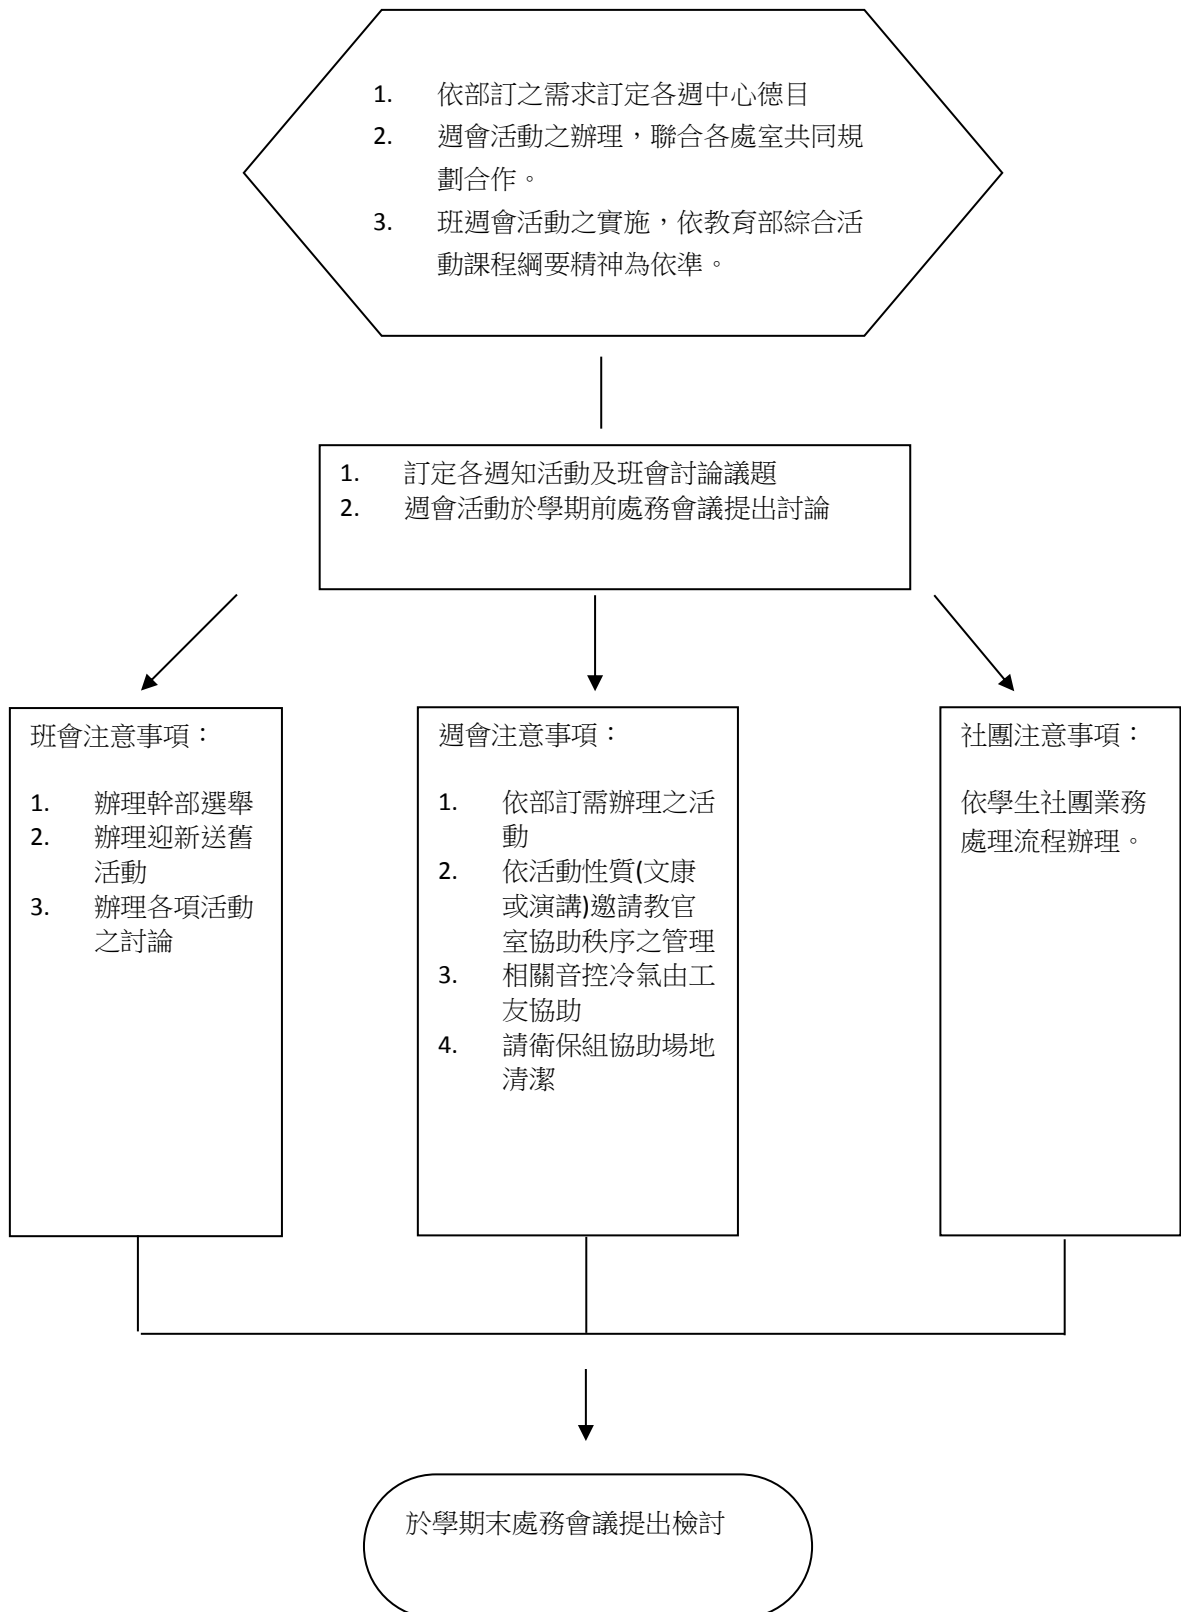 1. 依部訂之需求訂定各週中心德目
2. 週會活動之辦理,聯合各處室共同規
劃合作。
3. 班週會活動之實施,依教育部綜合活
動課程綱要精神為依準。
1. 訂定各週知活動及班會討論議題
2. 週會活動於學期前處務會議提出討論
班會注意事項:
1. 辦理幹部選舉
2. 辦理迎新送舊
活動
3. 辦理各項活動
之討論
週會注意事項:
1. 依部訂需辦理之活
動
2. 依活動性質(文康
或演講)邀請教官
室協助秩序之管理
3. 相關音控冷氣由工
友協助
4. 請衛保組協助場地
清潔
社團注意事項:
依學生社團業務
處理流程辦理。
於學期末處務會議提出檢討